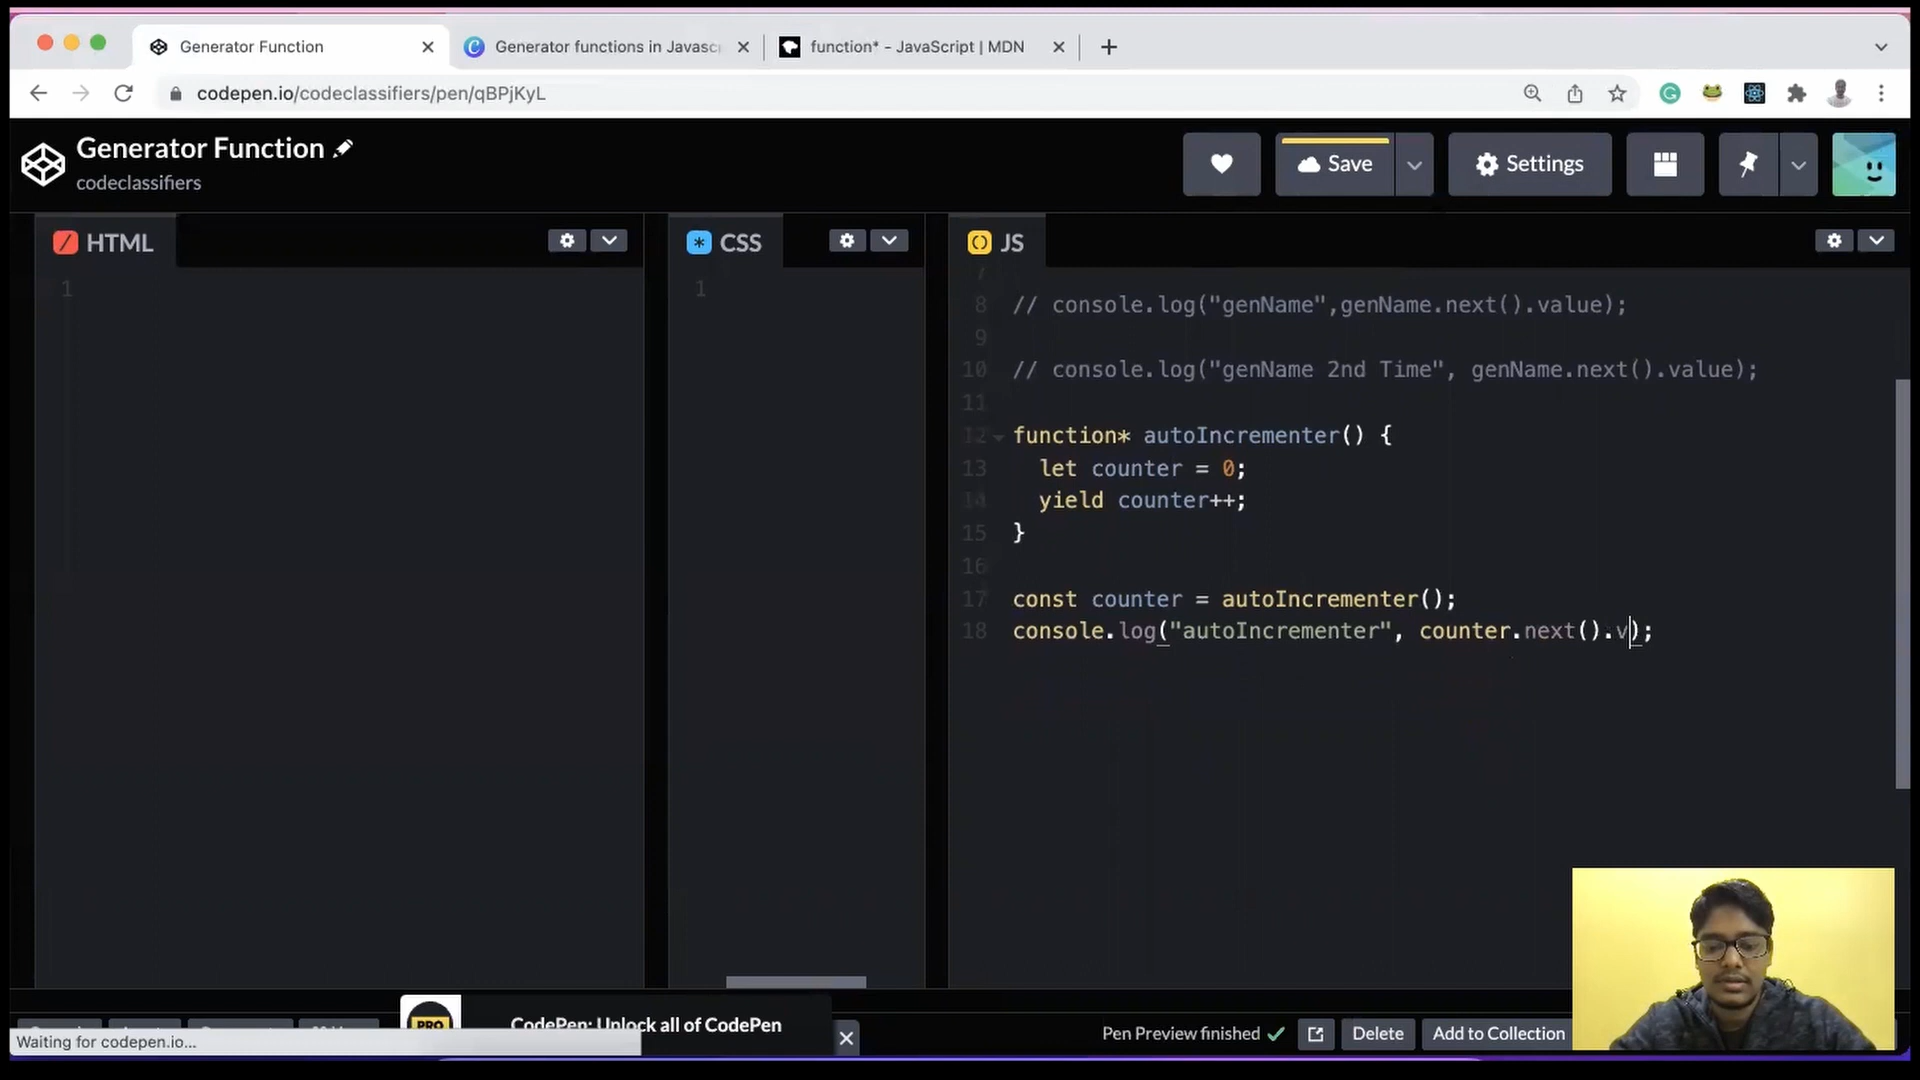 Generator Function
Generator functions in Javasc
function* - JavaScript | MDN
codepen.io/codeclassifiers/pen/qBPjKyL
Generator Function
codeclassifiers
Save
Settings
HTML
CSS
JS
1
1
7
8 // console.log("genName",genName.next().value);
9
10 // console.log("genName 2nd Time", genName.next().value);
11
12 function* autoIncrementer() {
13 let counter = 0;
14 yield counter++;
15 }
16
17 const counter = autoIncrementer();
18 console.log("autoIncrementer", counter.next().v);
PRO
CodePen: Unlock all of CodePen
Waiting for codepen.io...
Pen Preview finished
Delete
Add to Collection